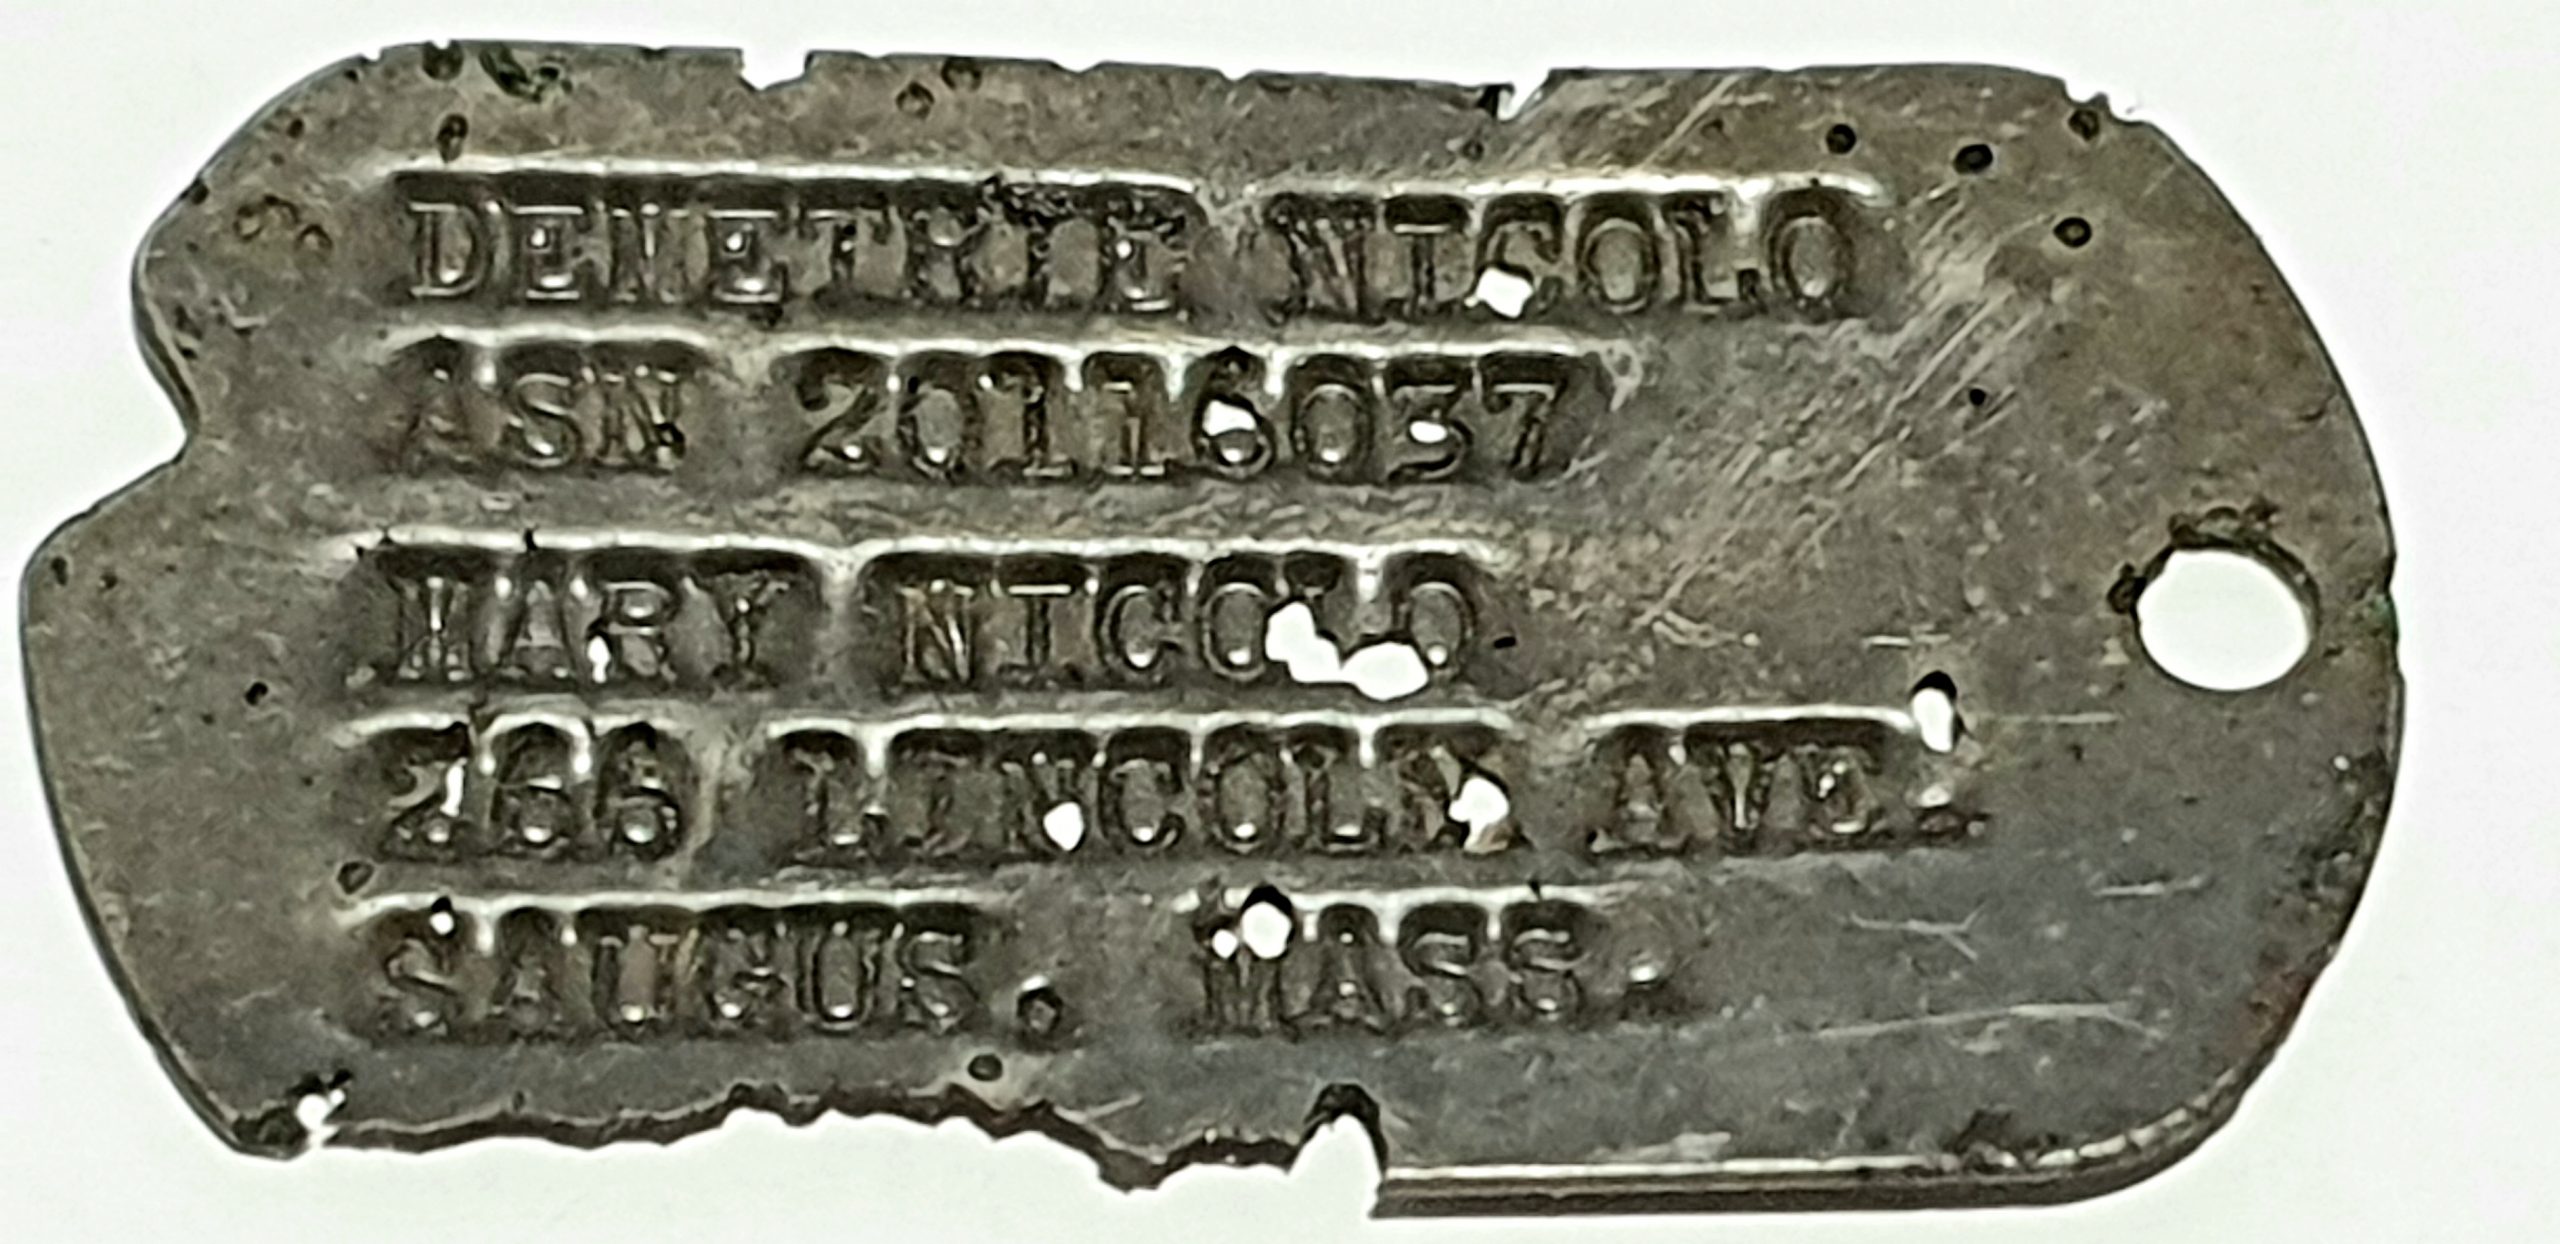 DEMETRIE NICOLO
ASN 20116037
MARY NICOLO
266 LINCOLN AVE.
SAUGUS. MASS.